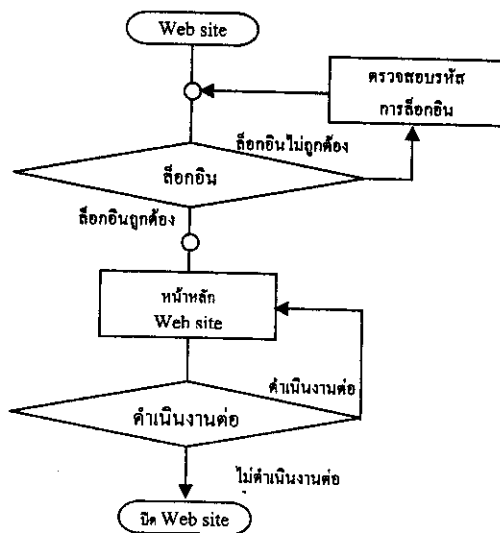 Web site
ตรวจสอบรหัส
การล็อกอิน
ล็อกอินไม่ถูกต้อง
ล็อกอิน
ล็อกอินถูกต้อง
หน้าหลัก
Web site
ดำเนินงานต่อ
ดำเนินงานต่อ
ไม่ดำเนินงานต่อ
ปิด Web site